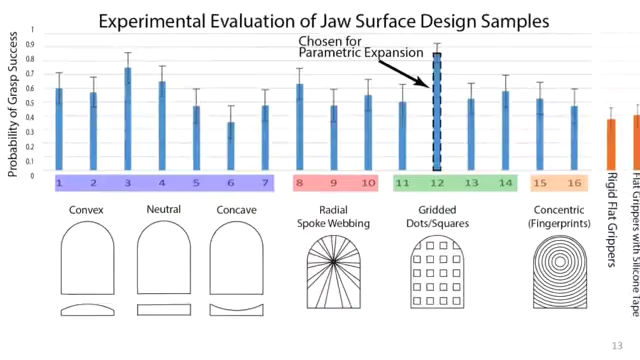 Experimental Evaluation of Jaw Surface Design Samples
Probability of Grasp Success
1
0.9
0.8
0.7
0.6
0.5
0.4
0.3
0.2
0.1
0
Chosen for
Parametric Expansion
1 2 3 4 5 6 7 8 9 10 11 12 13 14 15 16
Rigid Flat Grippers
Flat Grippers with Silicone Tape
Convex
Neutral
Concave
Radial
Spoke Webbing
Gridded
Dots/Squares
Concentric
(Fingerprints)
13